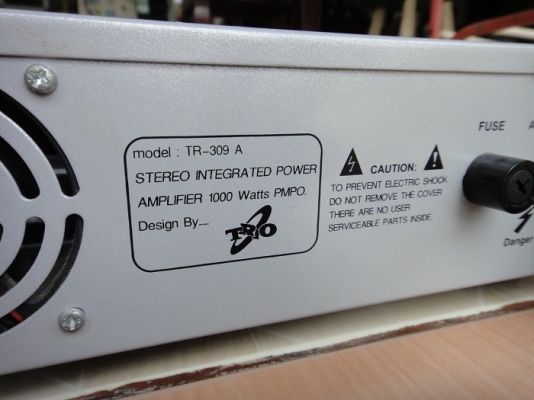 model : TR-309 A
STEREO INTEGRATED POWER
AMPLIFIER 1000 Watts PMPO.
Design By—
TRIO
CAUTION:
TO PREVENT ELECTRIC SHOCK
DO NOT REMOVE THE COVER
THERE ARE NO USER
SERVICEABLE PARTS INSIDE
FUSE
Danger